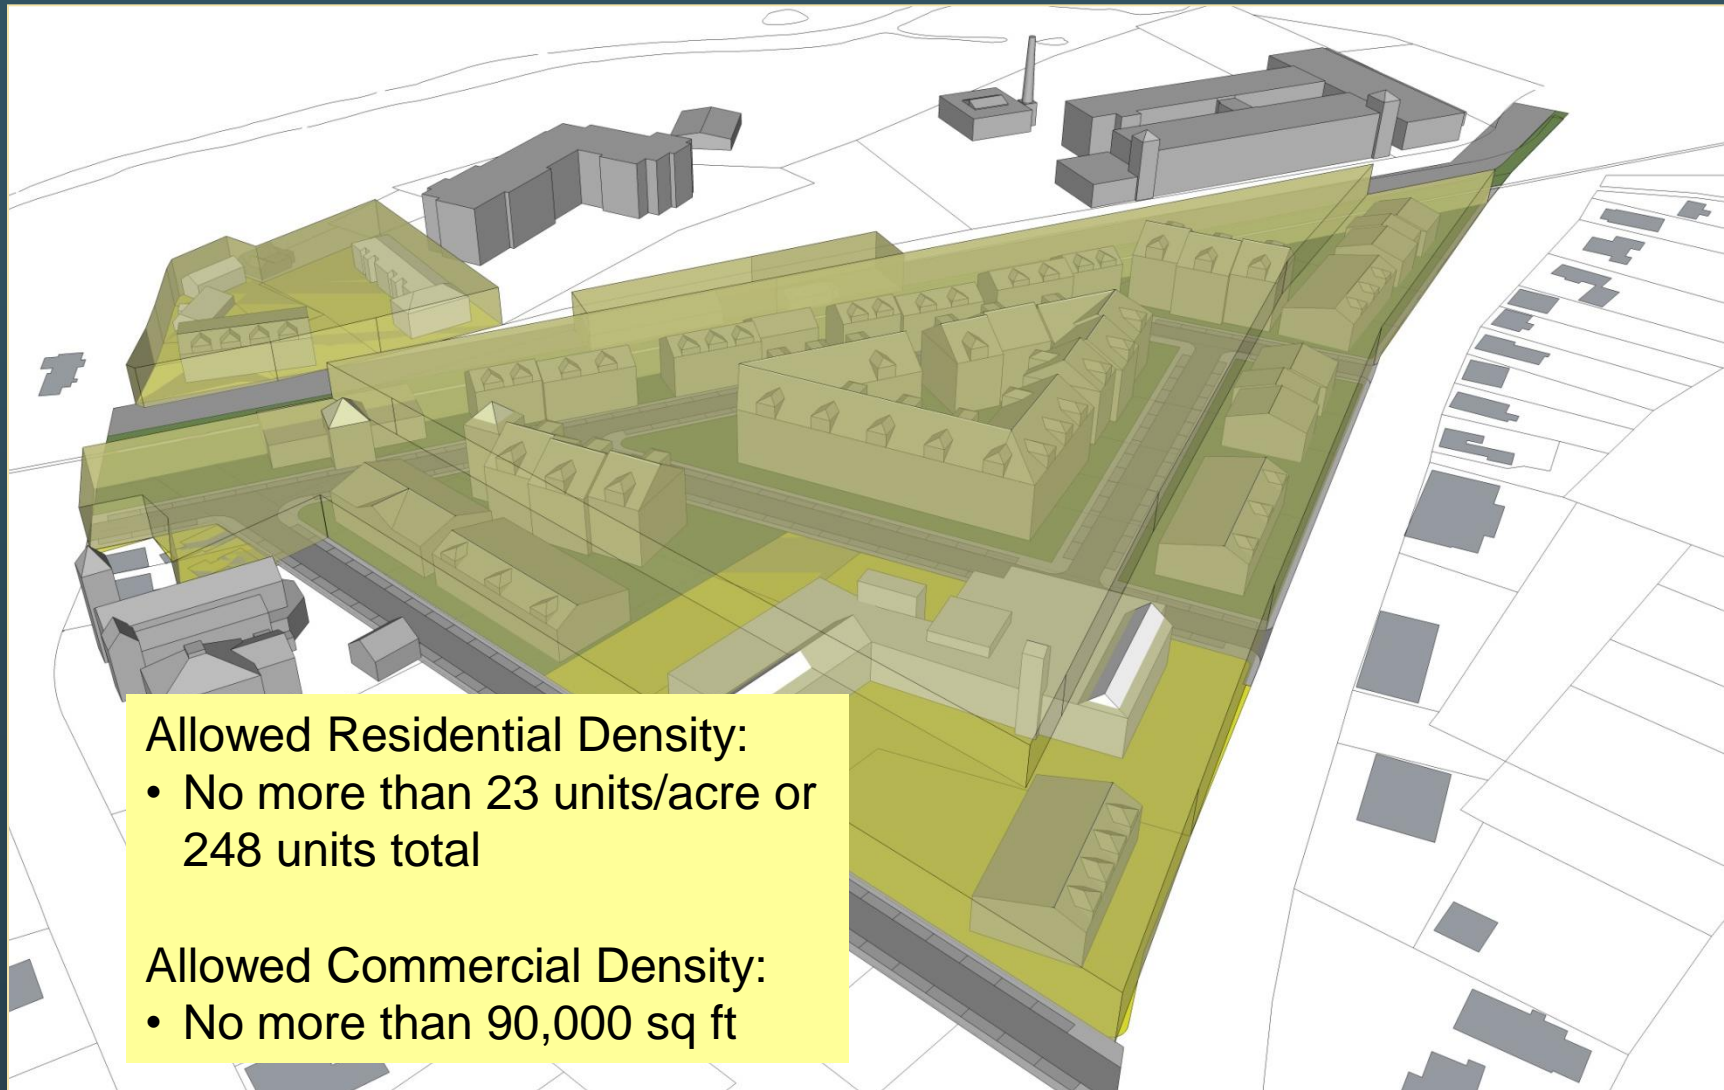 Allowed Residential Density:
• No more than 23 units/acre or
248 units total
Allowed Commercial Density:
• No more than 90,000 sq ft